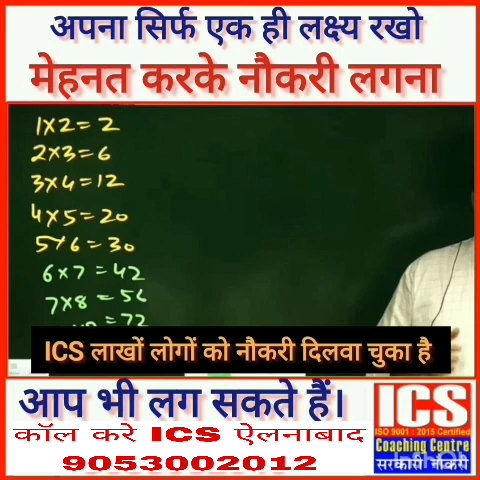 अपना सिर्फ एक ही लक्ष्य रखो
मेहनत करके नौकरी लगना
1x2=2
2x3=6
3x4=12
4x5=20
5x6=30
6x7=42
7x8=56
=72
ICS लाखों लोगों को नौकरी दिलवा चुका है
आप भी लग सकते हैं।
कॉल करे ICS ऐलनाबाद
9053002012
ICS
ISO 9001 : 2015 Certified
Coaching Centre
सरकारी नौकरी